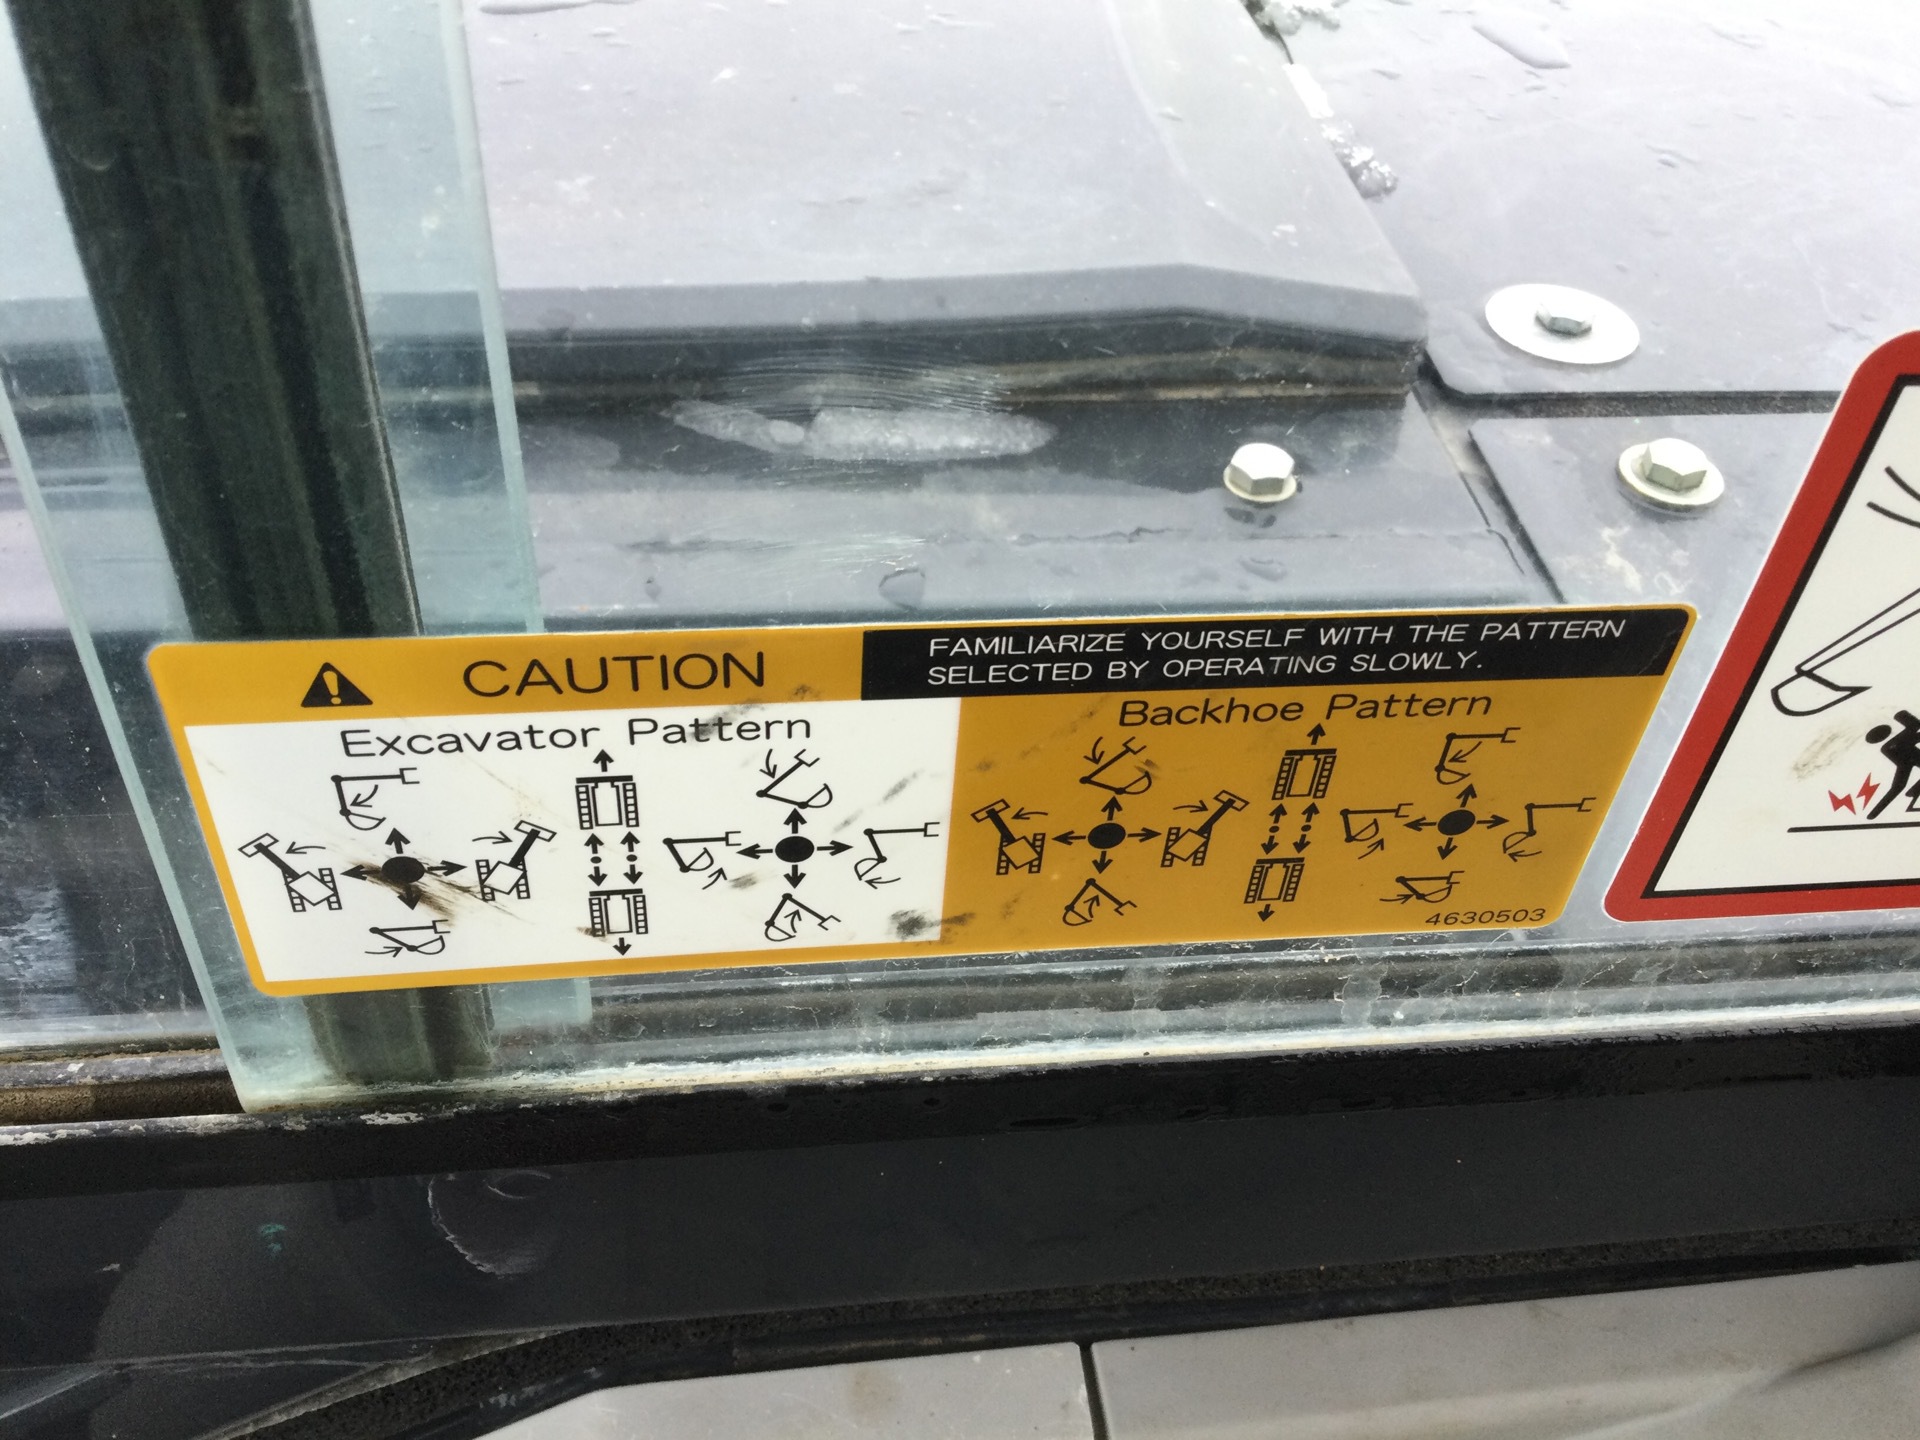 CAUTION
FAMILIARIZE YOURSELF WITH THE PATTERN
SELECTED BY OPERATING SLOWLY.
Excavator Pattern
Backhoe Pattern
4630503